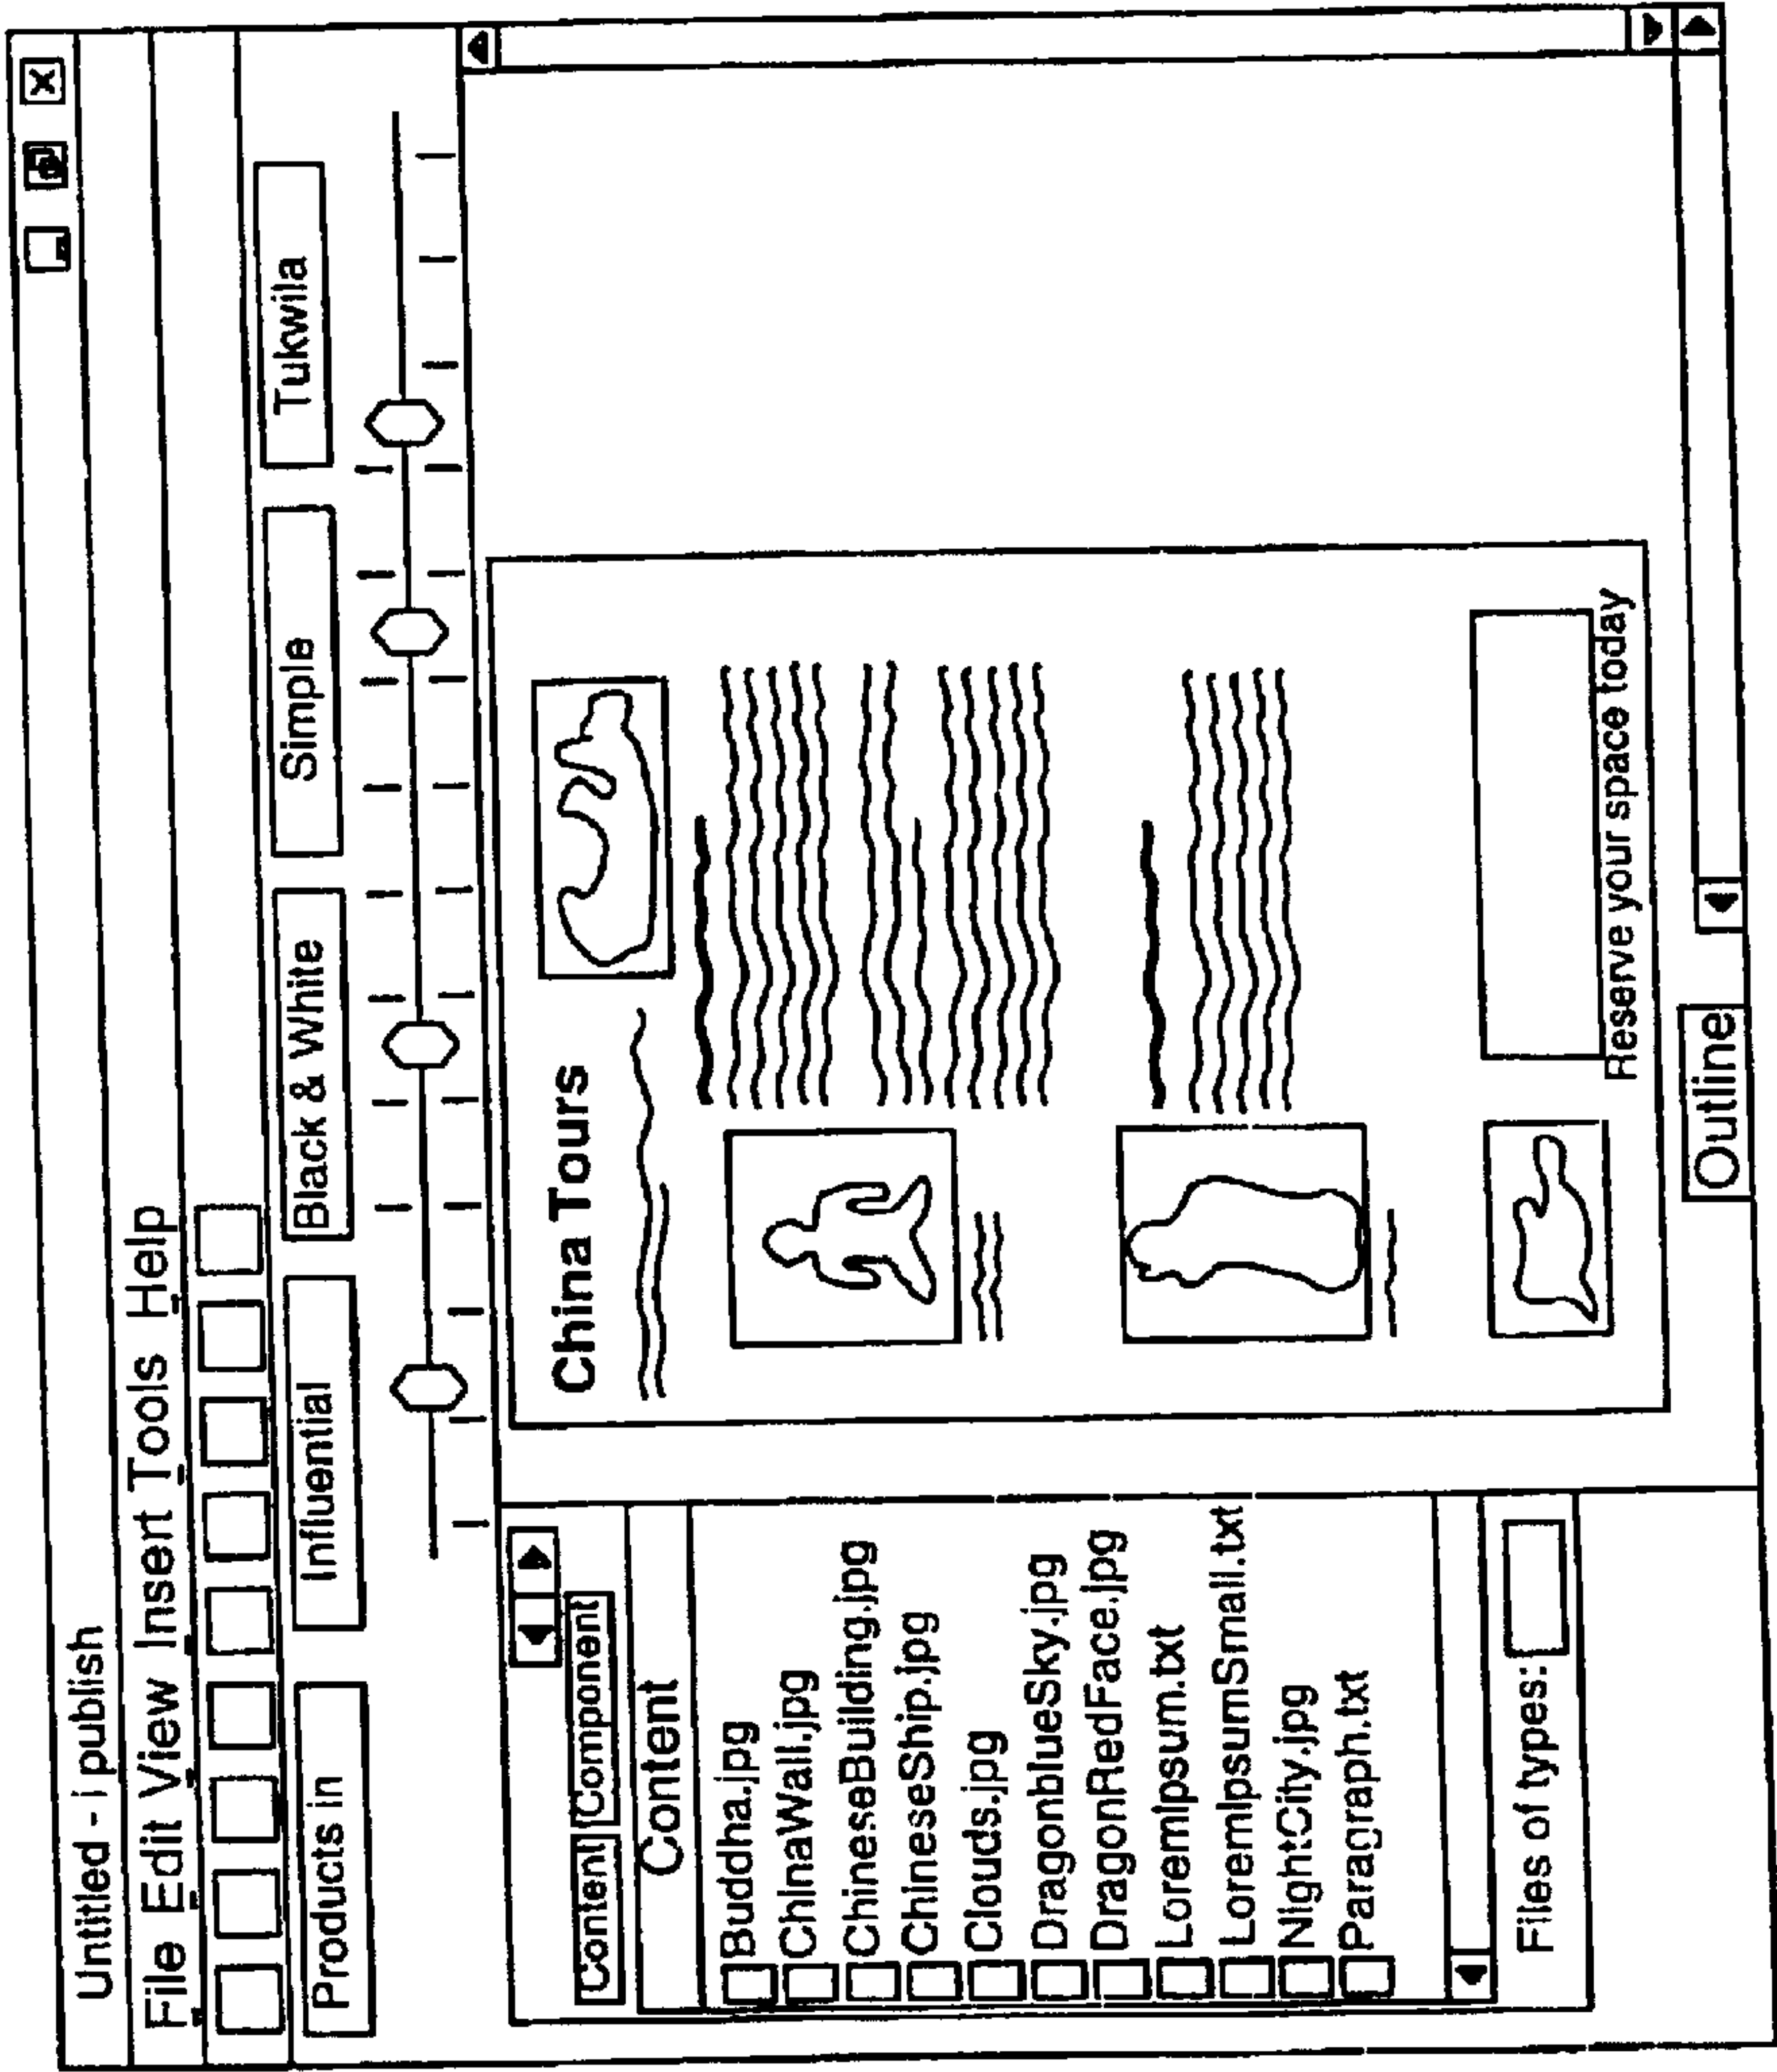 Untitled - i publish
File Edit View Insert Tools Help
Products in Influential Black & White Simple Tukwila
Content Component
Content
Buddha.jpg
ChinaWall.jpg
ChineseBuilding.jpg
ChineseShip.jpg
Clouds.jpg
DragonblueSky.jpg
DragonRedFace.jpg
LoremIpsum.txt
LoremIpsumSmall.txt
NightCity.jpg
Paragraph.txt
Files of types:
China Tours
Reserve your space today
Outline